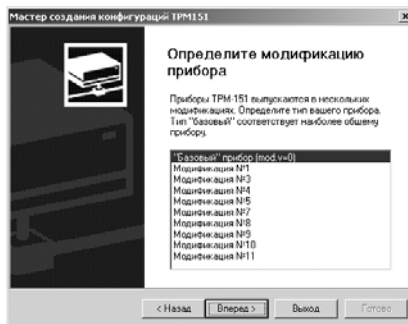 Мастер создания конфигураций ТРМ151
Определите модификацию
прибора
Приборы ТРМ-151 выпускаются в нескольких
модификациях. Определите тип вашего прибора.
Тип "базовый" соответствует наиболее общему
прибору.
"Базовый" прибор (mod.v=0)
Модификация №1
Модификация №3
Модификация №4
Модификация №5
Модификация №7
Модификация №8
Модификация №9
Модификация №10
Модификация №11
< Назад Вперед > Выход Готово